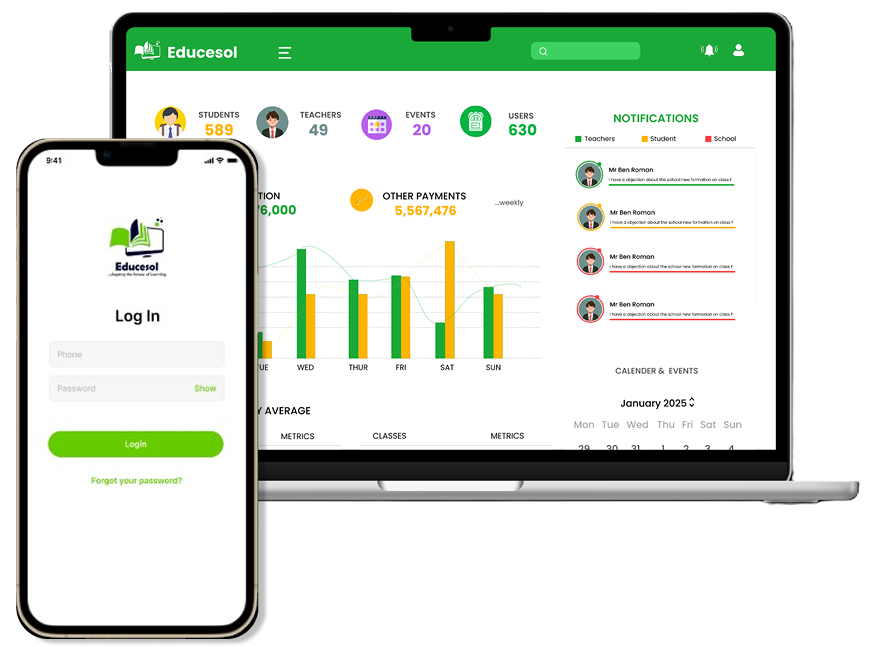 Educesol
STUDENTS
589
TEACHERS
49
EVENTS
20
USERS
630
TION
76,000
OTHER PAYMENTS
5,567,476
...weekly
UE
WED
THUR
FRI
SAT
SUN
Y AVERAGE
METRICS
CLASSES
METRICS
NOTIFICATIONS
Teachers
Student
School
Mr Ben Roman
I have a objection about the school new formation on class F
Mr Ben Roman
I have a objection about the school new formation on class F
Mr Ben Roman
I have a objection about the school new formation on class F
Mr Ben Roman
I have a objection about the school new formation on class F
CALENDER & EVENTS
January 2025
Mon Tue Wed Thu Fri Sat Sun
29 30 31 1 2 3 4
9:41
Educesol
...shaping the future of learning
Log In
Phone
Password
Show
Login
Forgot your password?